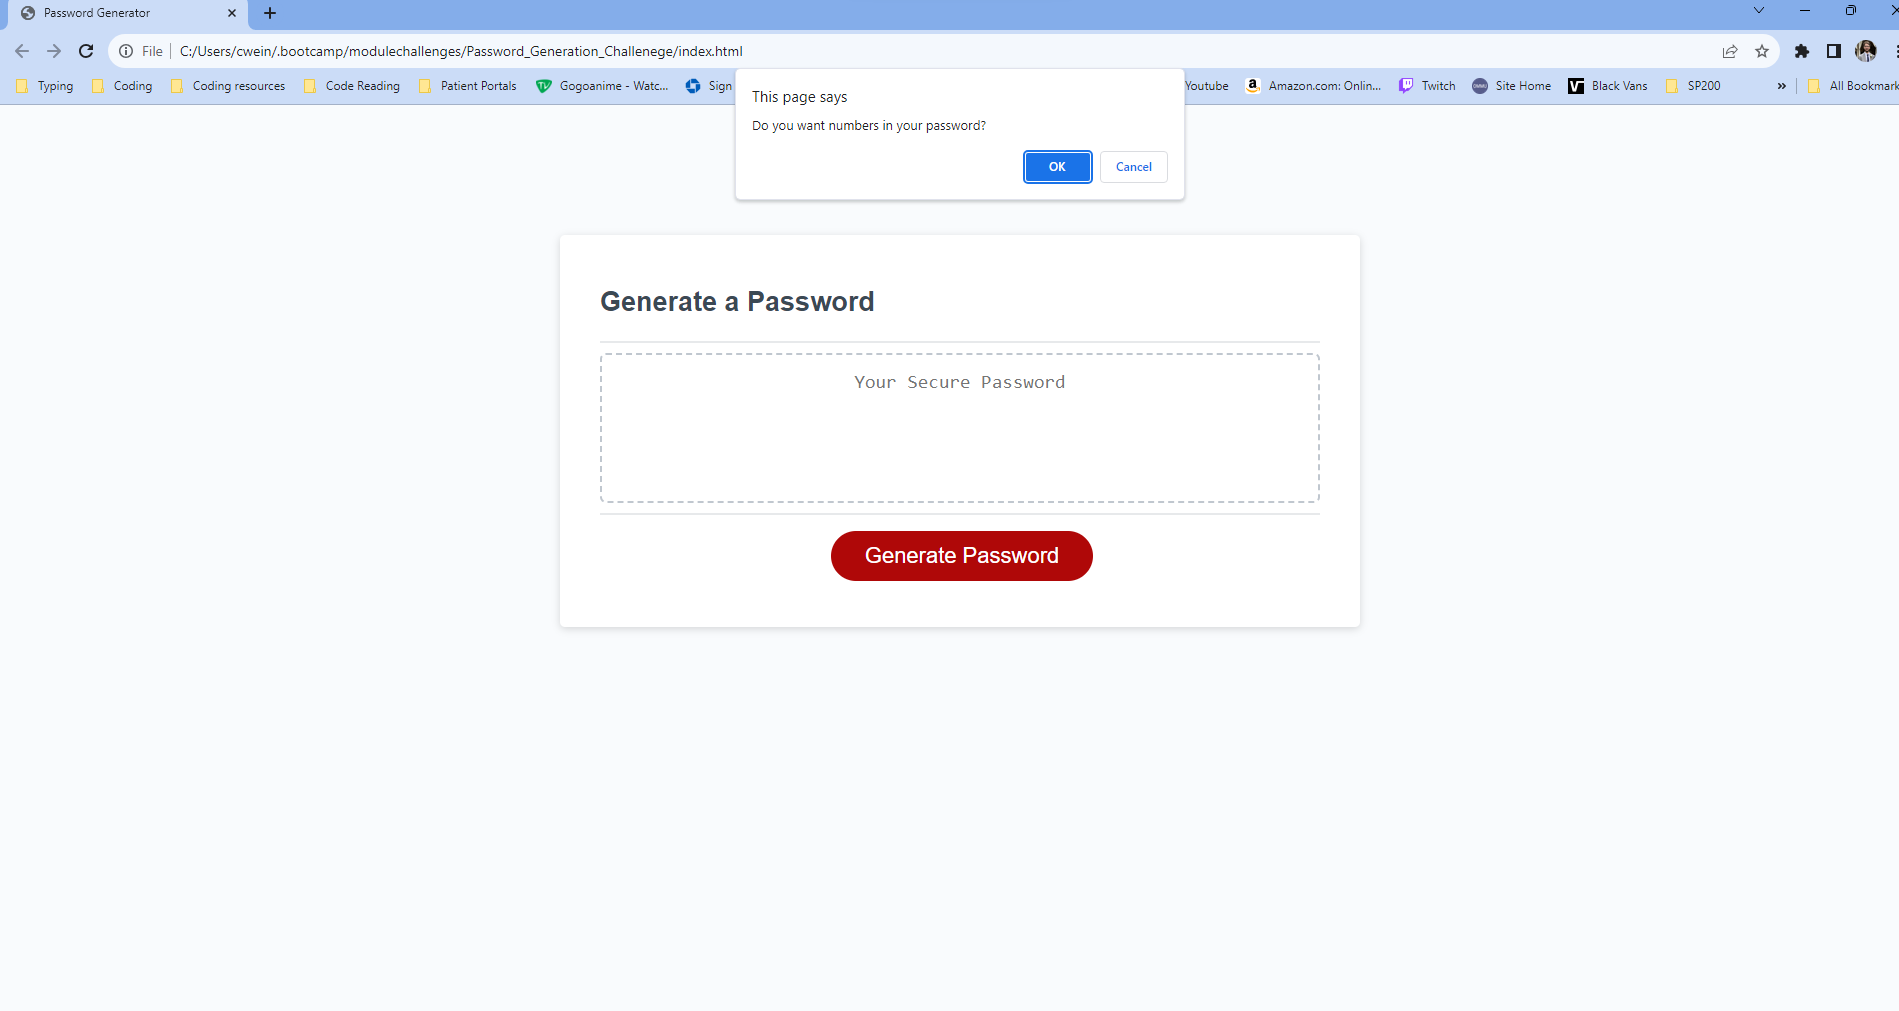 Password Generator
File C:/Users/cwein/.bootcamp/modulechallenges/Password_Generation_Challenege/index.html
Typing Coding Coding resources Code Reading Patient Portals Gogoanime - Watc... Sign Youtube Amazon.com: Onlin... Twitch Site Home Black Vans SP200 » All Bookmark
This page says
Do you want numbers in your password?
OK Cancel
Generate a Password
Your Secure Password
Generate Password